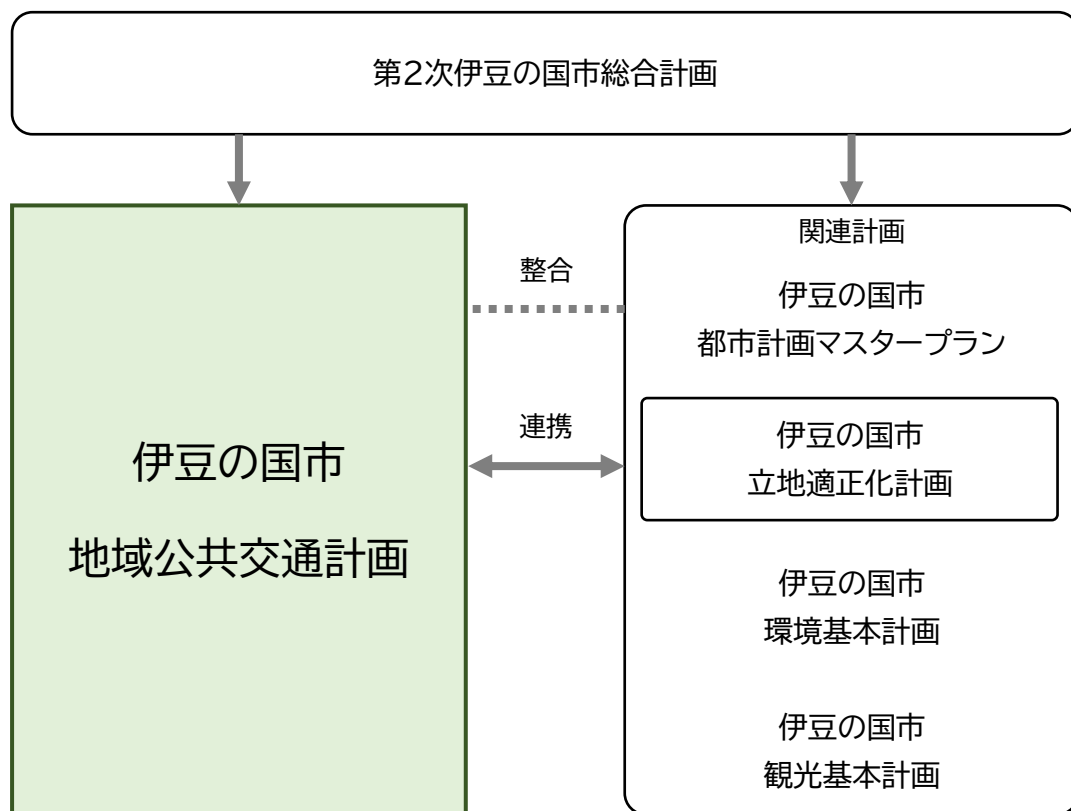 第2次伊豆の国市総合計画
伊豆の国市
地域公共交通計画
整合
連携
関連計画
伊豆の国市
都市計画マスタープラン
伊豆の国市
立地適正化計画
伊豆の国市
環境基本計画
伊豆の国市
観光基本計画